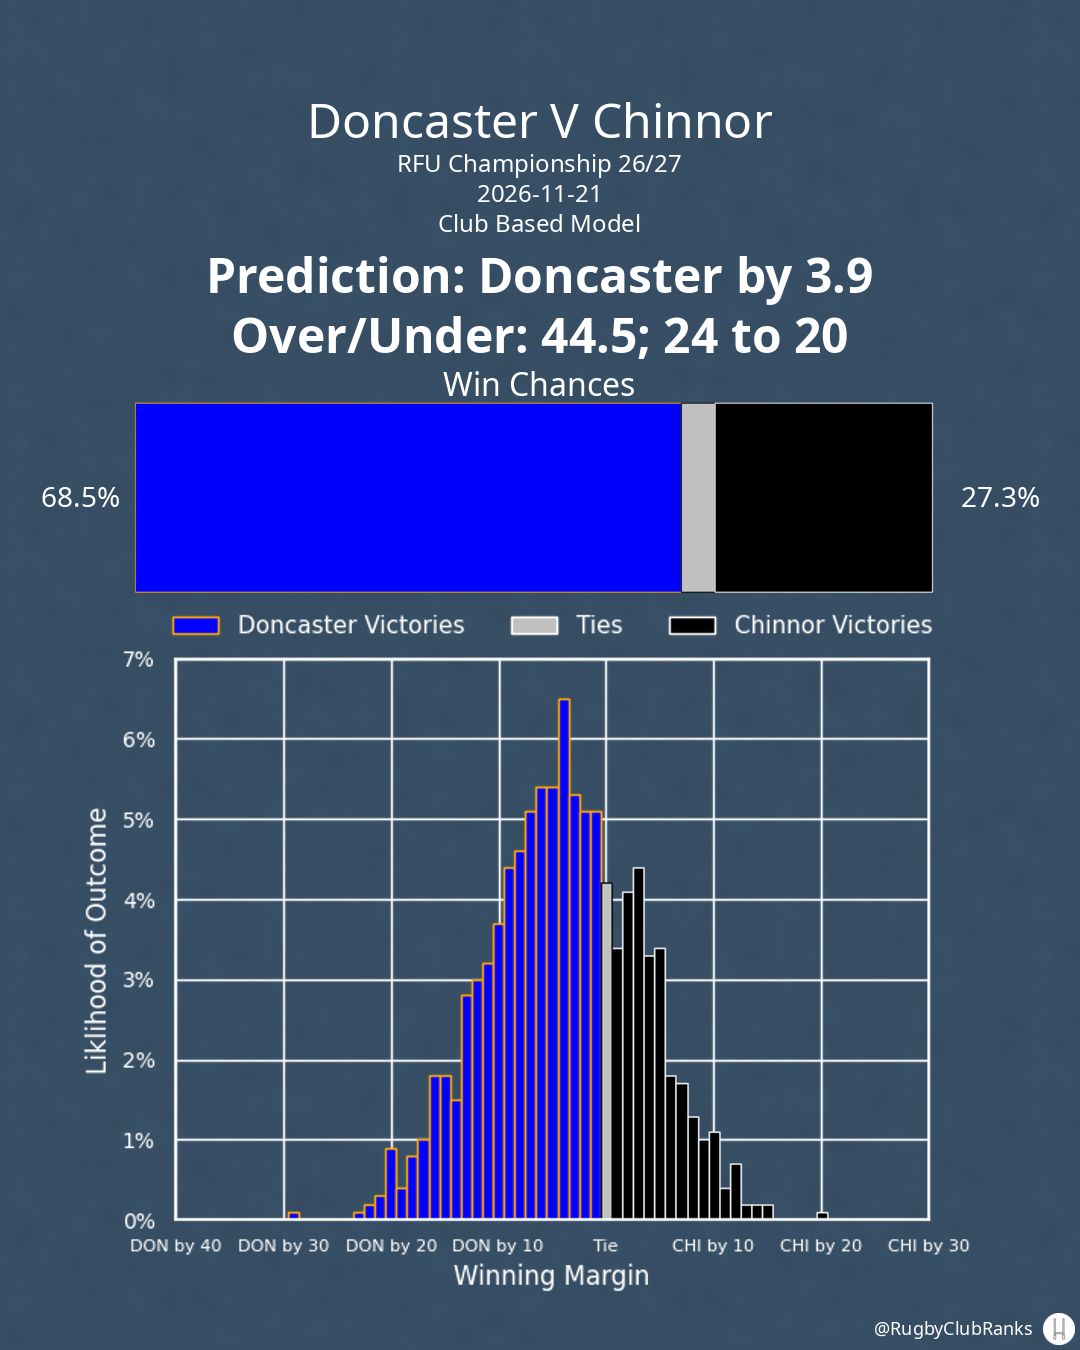 Doncaster V Chinnor
RFU Championship 26/27
2026-11-21
Club Based Model
Prediction: Doncaster by 3.9
Over/Under: 44.5; 24 to 20
Win Chances
68.5%
27.3%
Doncaster Victories
Ties
Chinnor Victories
7%
6%
5%
4%
3%
2%
1%
0%
Liklihood of Outcome
DON by 40 DON by 30 DON by 20 DON by 10 Tie CHI by 10 CHI by 20 CHI by 30
Winning Margin
@RugbyClubRanks